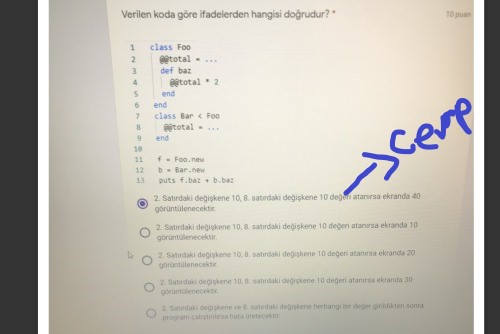 Verilen koda göre ifadelerden hangisi doğrudur? *
10 puan
1 class Foo
2 @@total = ...
3 def baz
4 @@total * 2
5 end
6 end
7 class Bar < Foo
8 @@total = ...
9 end
10
11 f = Foo.new
12 b = Bar.new
13 puts f.baz + b.baz
cevap
2. Satırdaki değişkene 10, 8. satırdaki değişkene 10 değeri atanırsa ekranda 40
görüntülenecektir.
2. Satırdaki değişkene 10, 8. satırdaki değişkene 10 değeri atanırsa ekranda 10
görüntülenecektir.
2. Satırdaki değişkene 10, 8. satırdaki değişkene 10 değeri atanırsa ekranda 20
görüntülenecektir.
2. Satırdaki değişkene 10, 8. satırdaki değişkene 10 değeri atanırsa ekranda 30
görüntülenecektir.
2. Satırdaki değişkene ve 8. satırdaki değişkene herhangi bir değer girildikten sonra
program çalıştırılırsa hata üretecektir.